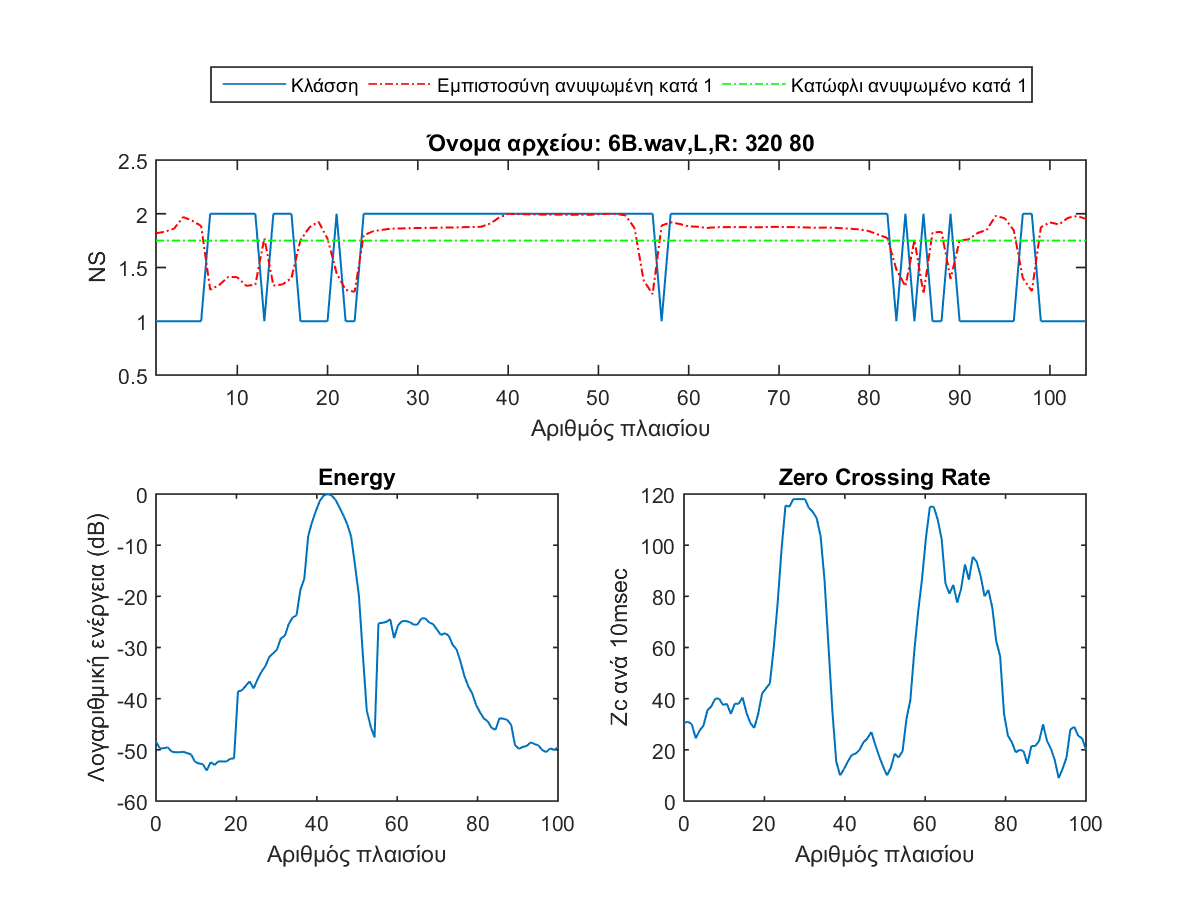 Κλάσση Εμπιστοσύνη ανυψωμένη κατά 1 Κατώφλι ανυψωμένο κατά 1
Όνομα αρχείου: 6B.wav,L,R: 320 80
2.5
2
1.5
1
0.5
NS
10 20 30 40 50 60 70 80 90 100
Αριθμός πλαισίου
Energy
0
-10
-20
-30
-40
-50
-60
Λογαριθμική ενέργεια (dB)
0 20 40 60 80 100
Αριθμός πλαισίου
Zero Crossing Rate
120
100
80
60
40
20
0
Zc ανά 10msec
0 20 40 60 80 100
Αριθμός πλαισίου